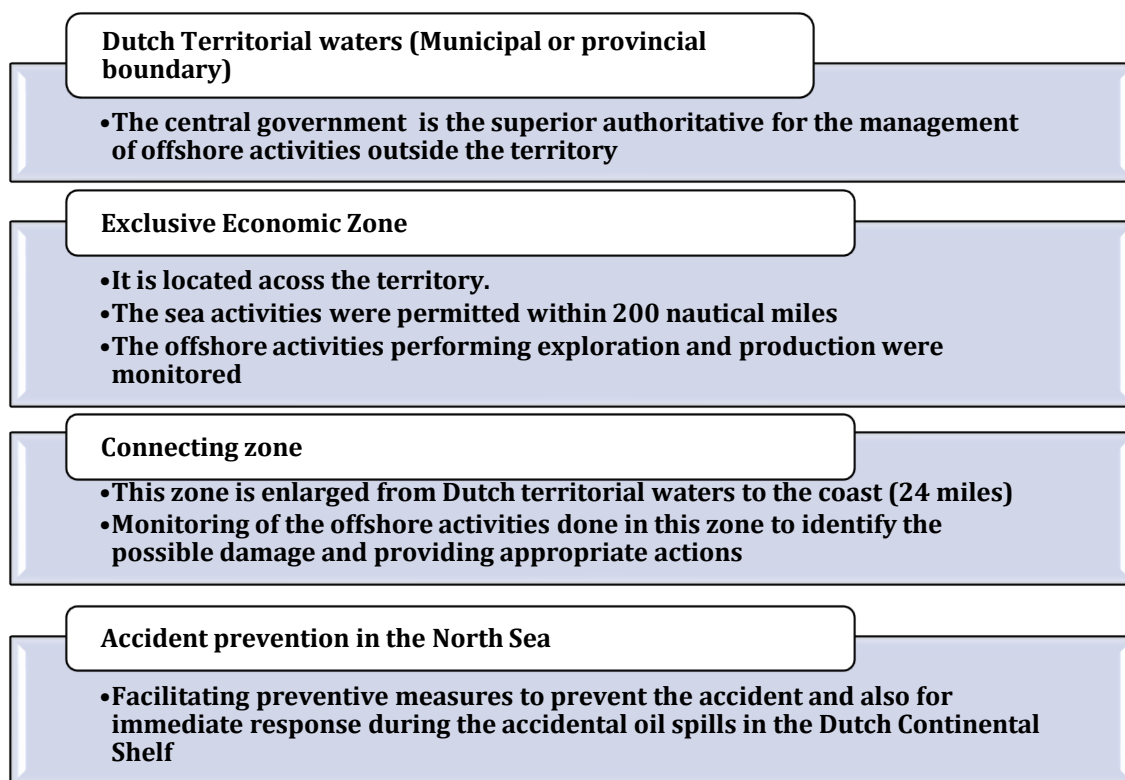 Dutch Territorial waters (Municipal or provincial
boundary)
•The central government is the superior authoritative for the management
of offshore activities outside the territory
Exclusive Economic Zone
•It is located acoss the territory.
•The sea activities were permitted within 200 nautical miles
•The offshore activities performing exploration and production were
monitored
Connecting zone
•This zone is enlarged from Dutch territorial waters to the coast (24 miles)
•Monitoring of the offshore activities done in this zone to identify the
possible damage and providing appropriate actions
Accident prevention in the North Sea
•Facilitating preventive measures to prevent the accident and also for
immediate response during the accidental oil spills in the Dutch Continental
Shelf